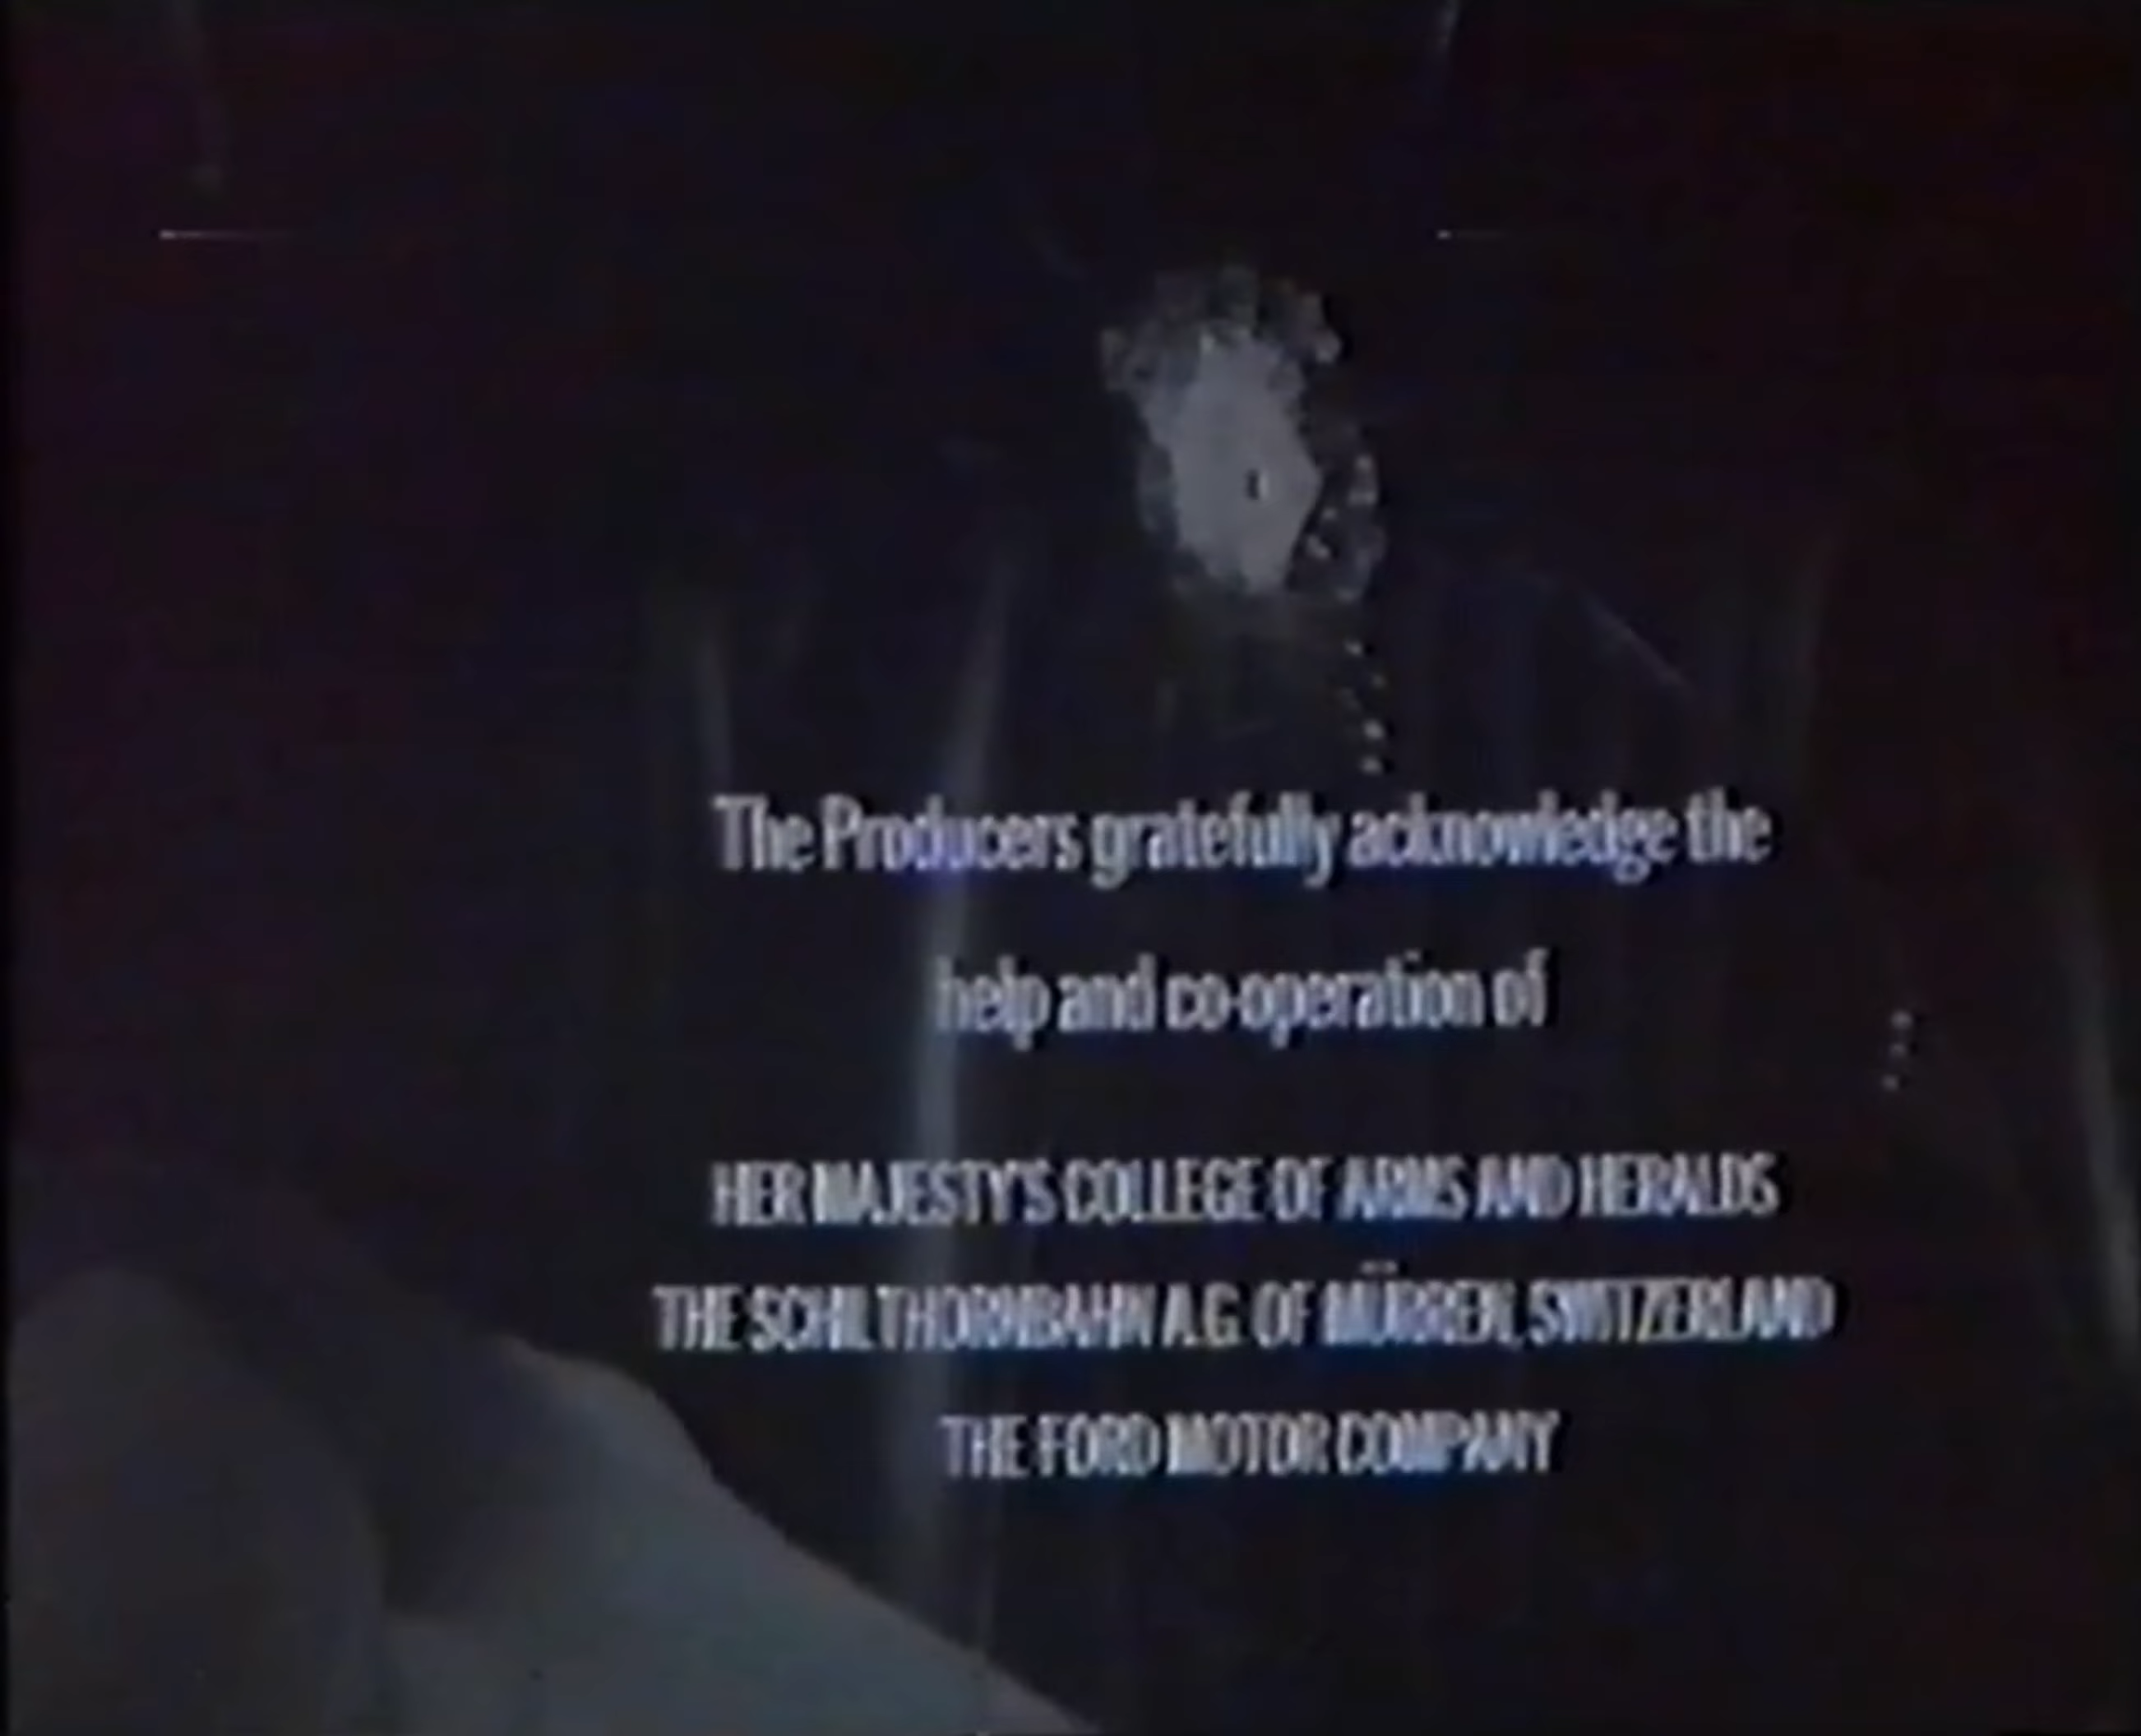 The Producers gratefully acknowledge the
help and co-operation of
HER MAJESTY'S COLLEGE OF ARMS AND HERALDS
THE SCHILTHORNBAHN A.G. OF MÜRREN, SWITZERLAND
THE FORD MOTOR COMPANY